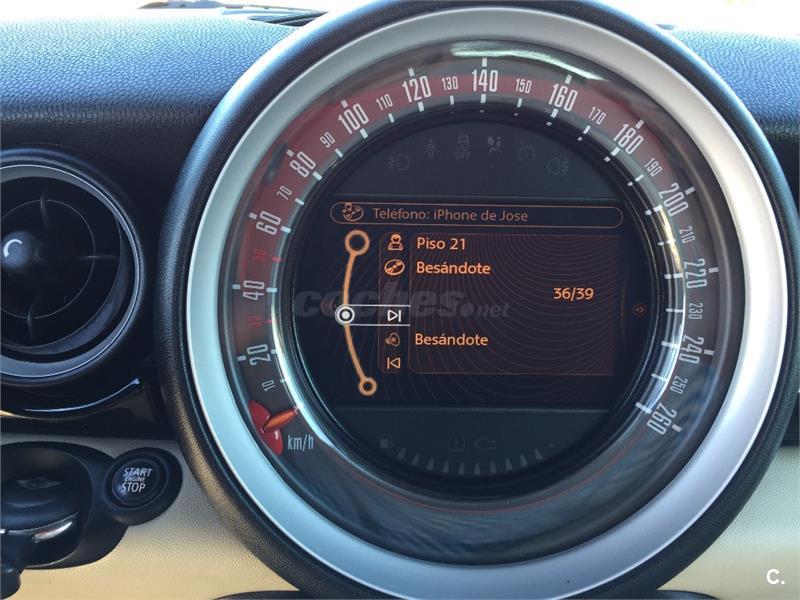 Teléfono: iPhone de Jose
Piso 21
Besándote
36/39
Besándote
10
20
30
40
50
60
70
80
90
100
110
120
130
140
150
160
170
180
190
200
210
220
230
240
250
260
km/h
OFF
START
ENGINE
STOP
coches.net
C.